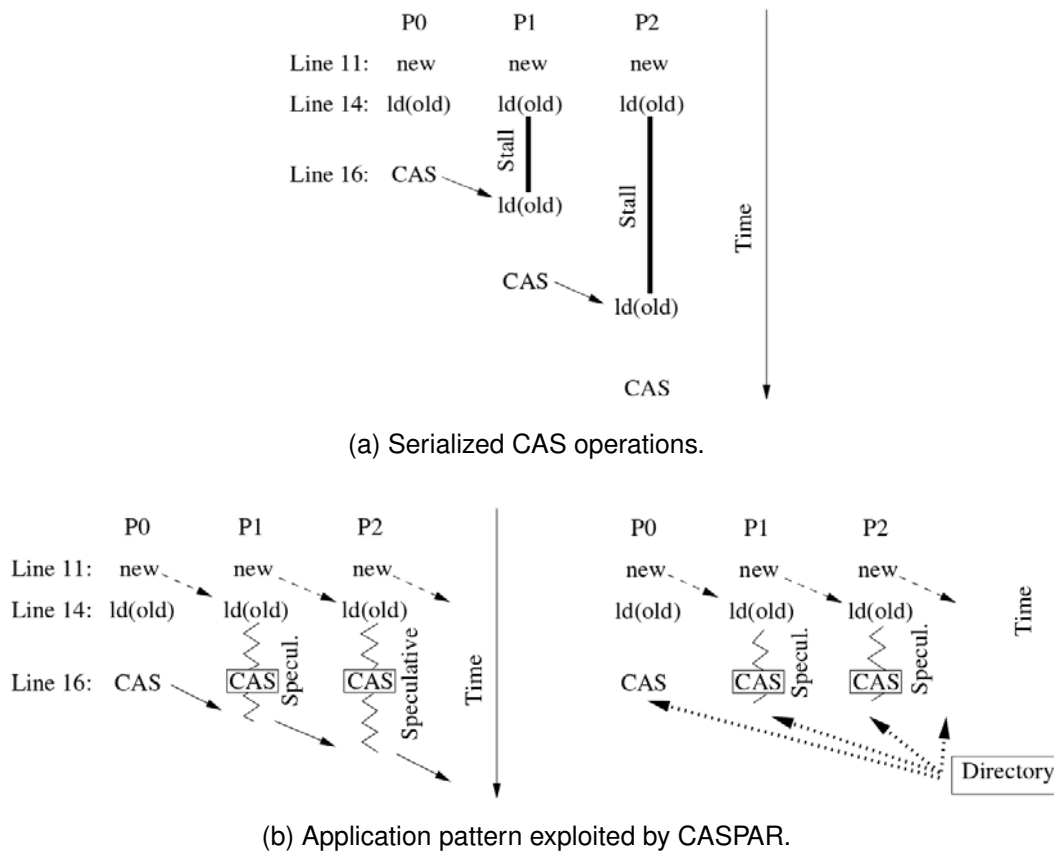 P0 P1 P2
Line 11: new new new
Line 14: ld(old) ld(old) ld(old)
Stall
Line 16: CAS
ld(old)
Stall
Time
CAS
ld(old)
CAS
(a) Serialized CAS operations.
P0 P1 P2
Line 11: new new new
Line 14: ld(old) ld(old) ld(old)
Specul.
Speculative
Time
Line 16: CAS CAS CAS
P0 P1 P2
new new new
ld(old) ld(old) ld(old)
Time
CAS CAS CAS
Specul.
Specul.
Directory
(b) Application pattern exploited by CASPAR.